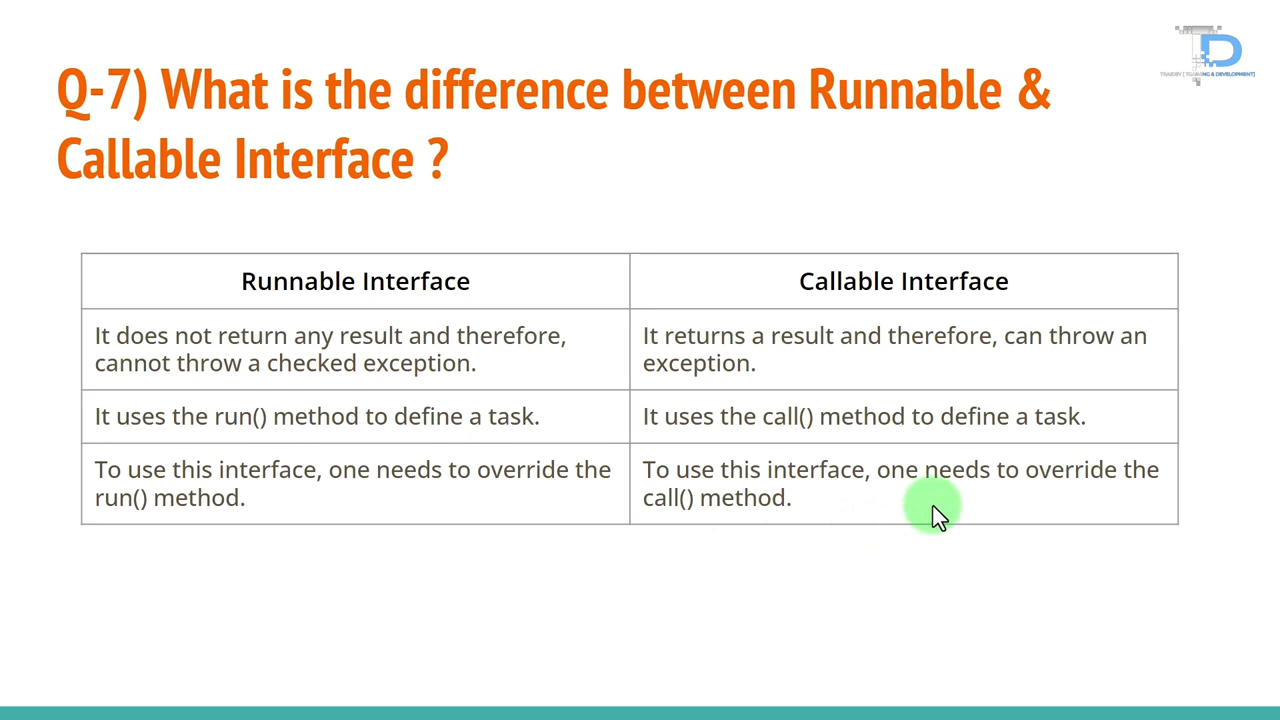 Q-7) What is the difference between Runnable &
Callable Interface ?
Runnable Interface
Callable Interface
It does not return any result and therefore,
cannot throw a checked exception.
It returns a result and therefore, can throw an
exception.
It uses the run() method to define a task.
It uses the call() method to define a task.
To use this interface, one needs to override the
run() method.
To use this interface, one needs to override the
call() method.